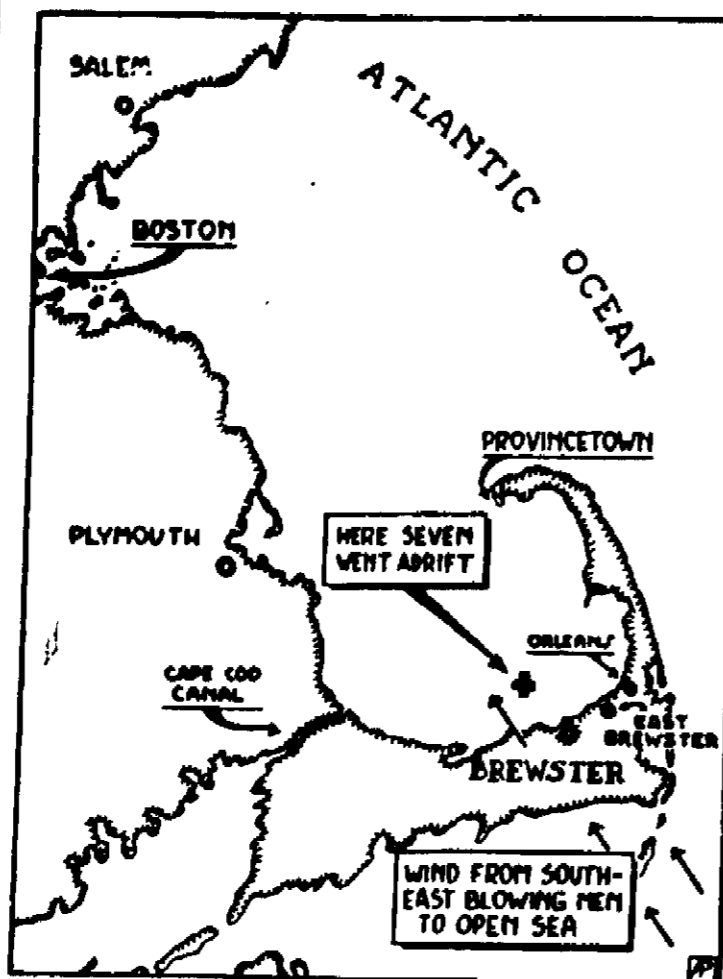 SALEM
ATLANTIC OCEAN
BOSTON
PROVINCETOWN
HERE SEVEN
WENT ADRIFT
PLYMOUTH
ORLEANS
CAPE COD
CANAL
EAST
BREWSTER
BREWSTER
WIND FROM SOUTH-
EAST BLOWING MEN
TO OPEN SEA